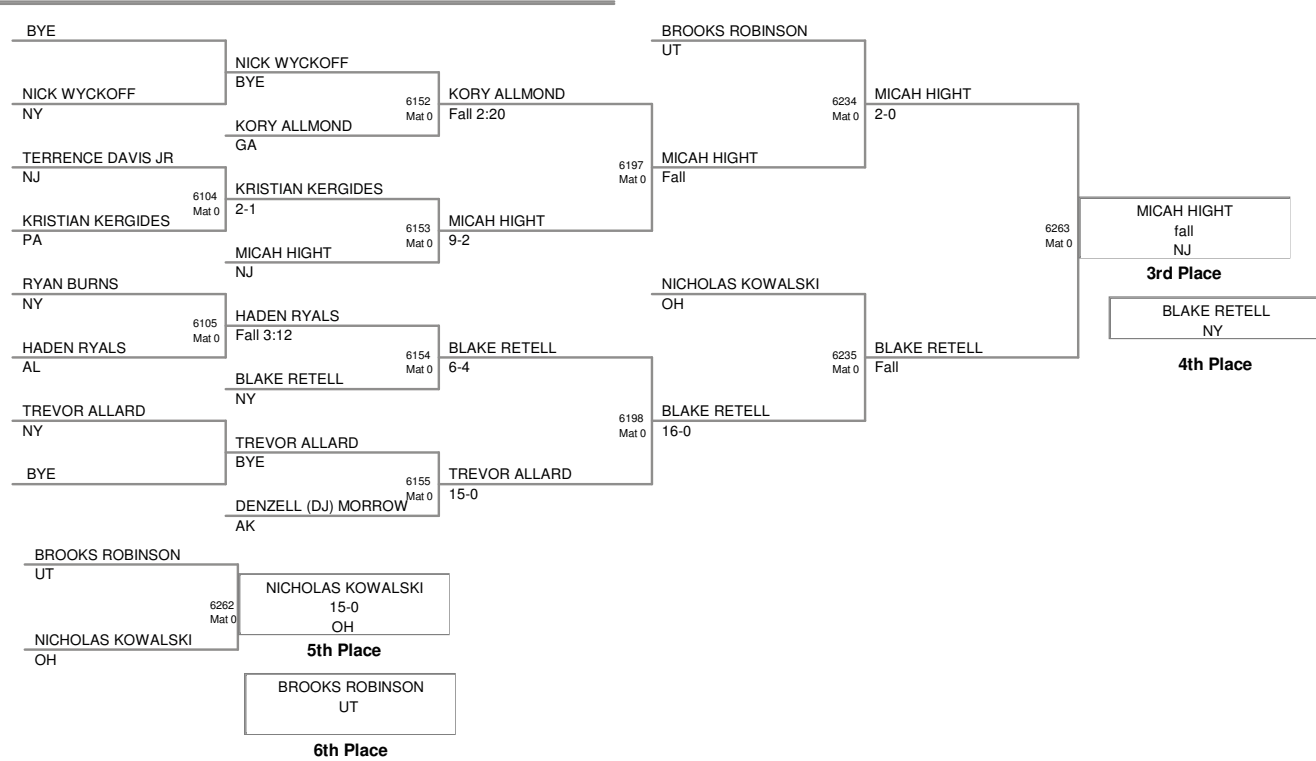 BYE
NICK WYCKOFF
NY
TERRENCE DAVIS JR
NJ
6104
Mat 0
KRISTIAN KERGIDES
PA
RYAN BURNS
NY
6105
Mat 0
HADEN RYALS
AL
TREVOR ALLARD
NY
BYE
NICK WYCKOFF
BYE
6152
Mat 0
KORY ALLMOND
GA
KRISTIAN KERGIDES
2-1
6153
Mat 0
MICAH HIGHT
NJ
HADEN RYALS
Fall 3:12
6154
Mat 0
BLAKE RETELL
NY
TREVOR ALLARD
BYE
6155
Mat 0
DENZELL (DJ) MORROW
AK
KORY ALLMOND
Fall 2:20
6197
Mat 0
MICAH HIGHT
9-2
BLAKE RETELL
6-4
6198
Mat 0
TREVOR ALLARD
15-0
BROOKS ROBINSON
UT
6234
Mat 0
MICAH HIGHT
Fall
NICHOLAS KOWALSKI
OH
6235
Mat 0
BLAKE RETELL
16-0
MICAH HIGHT
2-0
6263
Mat 0
BLAKE RETELL
Fall
MICAH HIGHT
fall
NJ
3rd Place
BLAKE RETELL
NY
4th Place
BROOKS ROBINSON
UT
6262
Mat 0
NICHOLAS KOWALSKI
OH
NICHOLAS KOWALSKI
15-0
OH
5th Place
BROOKS ROBINSON
UT
6th Place